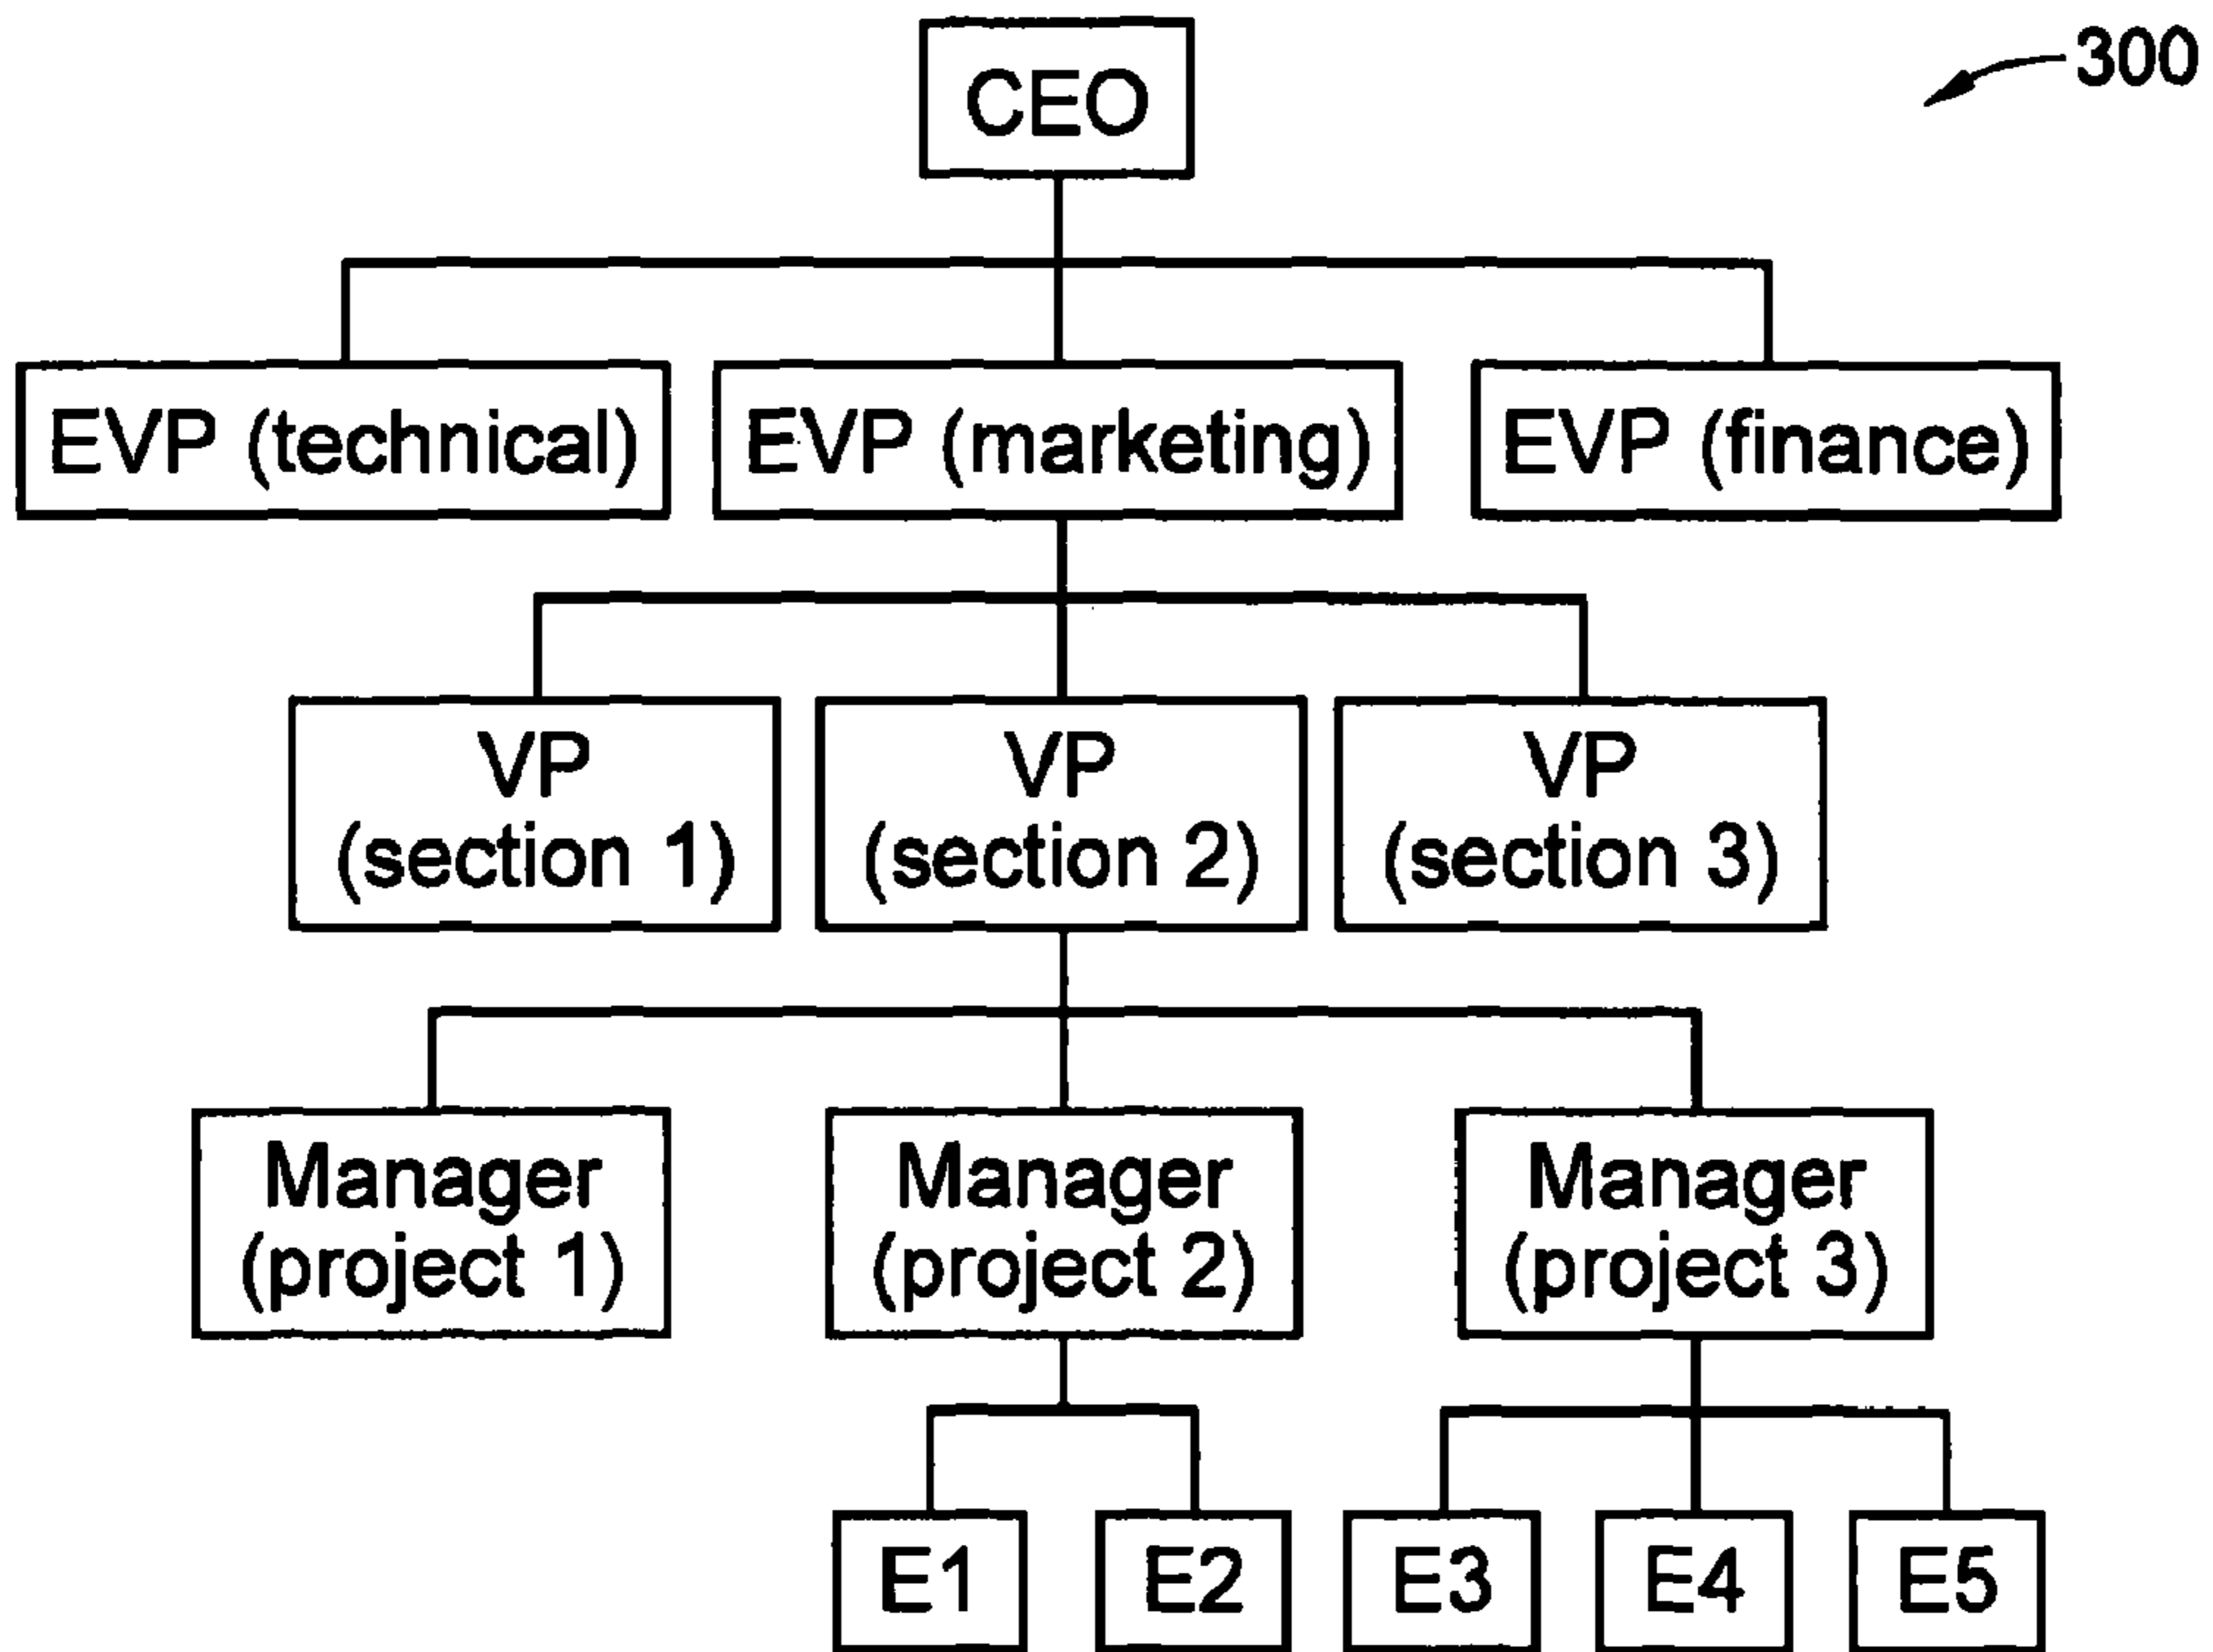 300
CEO
EVP (technical)
EVP (marketing)
EVP (finance)
VP
(section 1)
VP
(section 2)
VP
(section 3)
Manager
(project 1)
Manager
(project 2)
Manager
(project 3)
E1
E2
E3
E4
E5